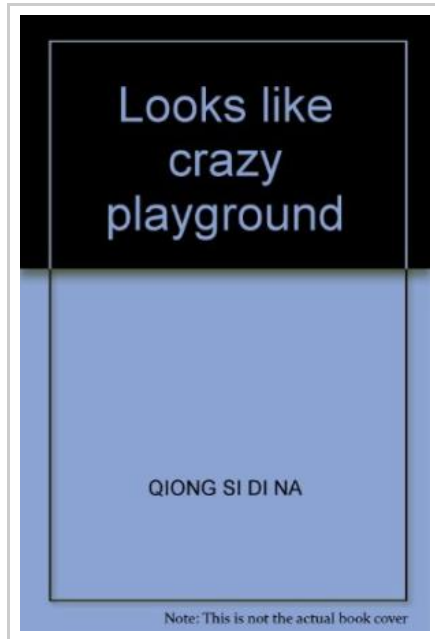 Looks like
crazy
playground
QIONG SI DI NA
Note: This is not the actual book cover